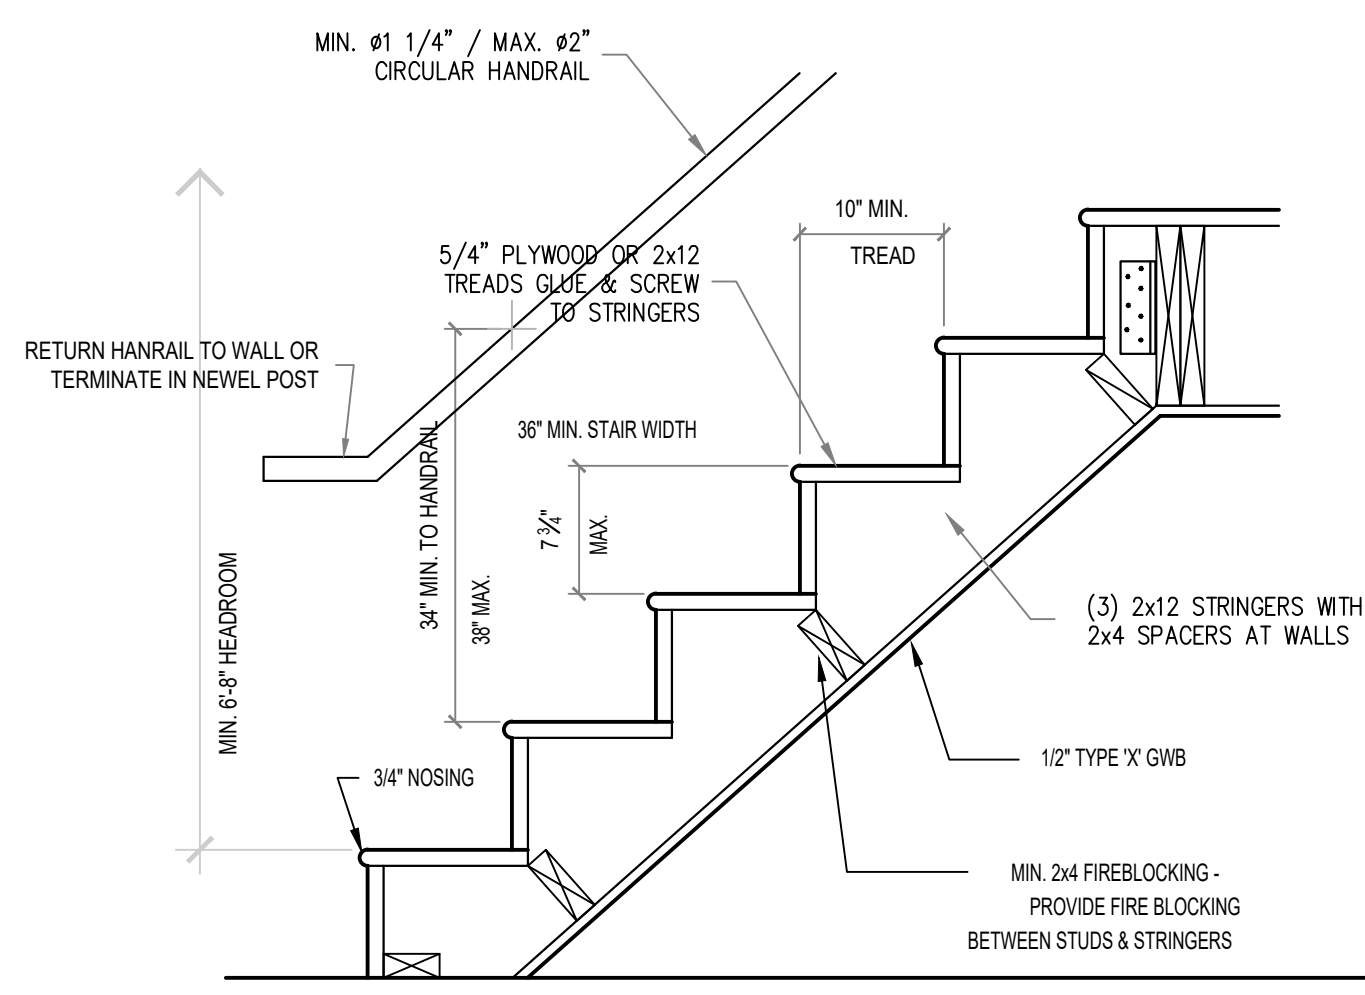 MIN. ø1 1/4" / MAX. ø2"
CIRCULAR HANDRAIL
10" MIN.
TREAD
5/4" PLYWOOD OR 2x12
TREADS GLUE & SCREW
TO STRINGERS
RETURN HANRAIL TO WALL OR
TERMINATE IN NEWEL POST
36" MIN. STAIR WIDTH
34" MIN. TO HANDRAIL
38" MAX.
7 3/4"
MAX.
MIN. 6'-8" HEADROOM
(3) 2x12 STRINGERS WITH
2x4 SPACERS AT WALLS
1/2" TYPE 'X' GWB
3/4" NOSING
MIN. 2x4 FIREBLOCKING -
PROVIDE FIRE BLOCKING
BETWEEN STUDS & STRINGERS